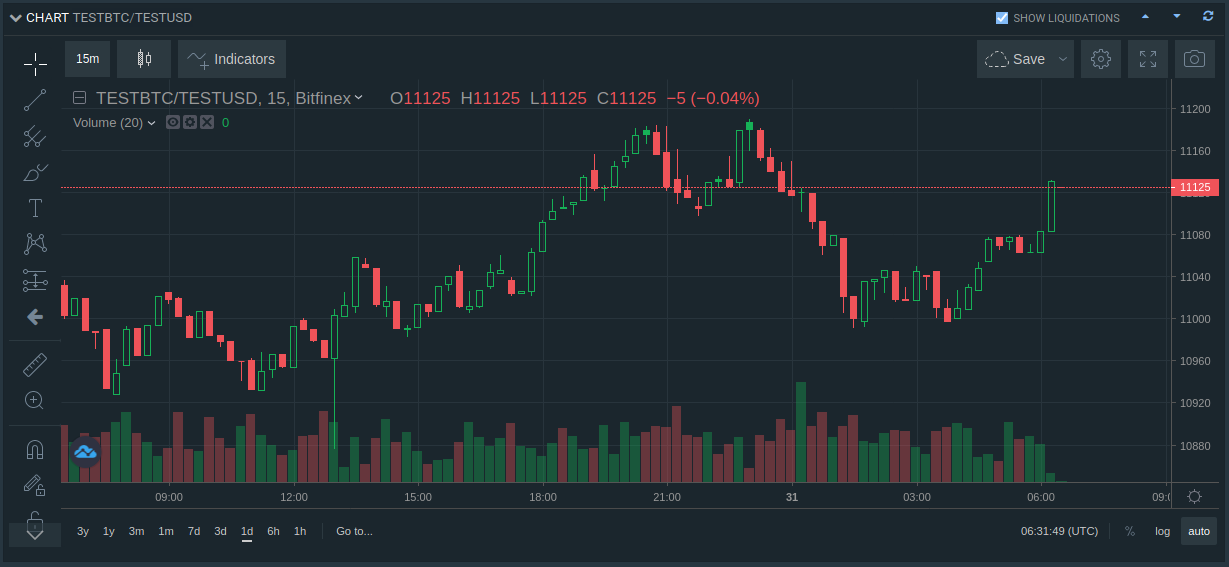 CHART TESTBTC/TESTUSD
SHOW LIQUIDATIONS
15m
Indicators
Save
TESTBTC/TESTUSD, 15, Bitfinex
O11125 H11125 L11125 C11125 −5 (−0.04%)
Volume (20) 0
11200
11160
11125
11080
11040
11000
10960
10920
10880
09:00 12:00 15:00 18:00 21:00 31 03:00 06:00 09:0
3y 1y 3m 1m 7d 3d 1d 6h 1h Go to...
06:31:49 (UTC) % log auto